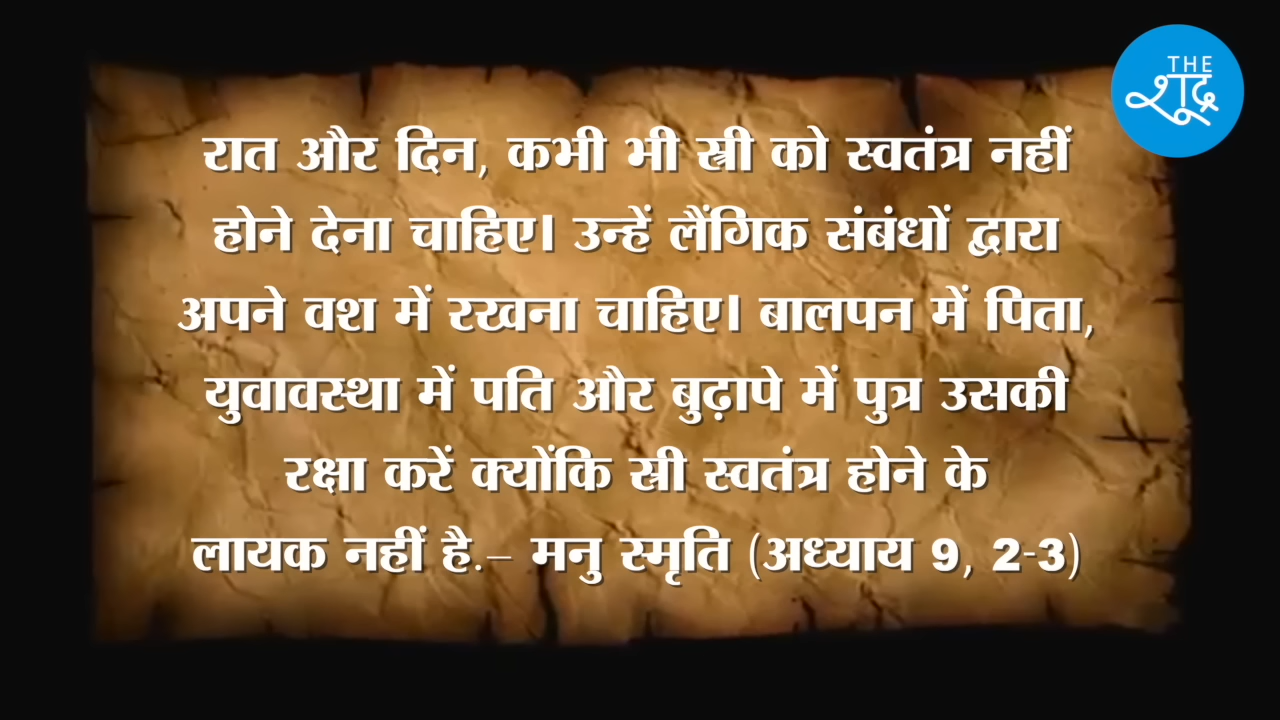 THE
शूद्र
रात और दिन, कभी भी स्री को स्वतंत्र नहीं
होने देना चाहिए। उन्हें लैंगिक संबंधों द्वारा
अपने वश में रखना चाहिए। बालपन में पिता,
युवावस्था में पति और बुढ़ापे में पुत्र उसकी
रक्षा करें क्योंकि स्री स्वतंत्र होने के
लायक नहीं है.– मनु स्मृति (अध्याय 9, 2-3)